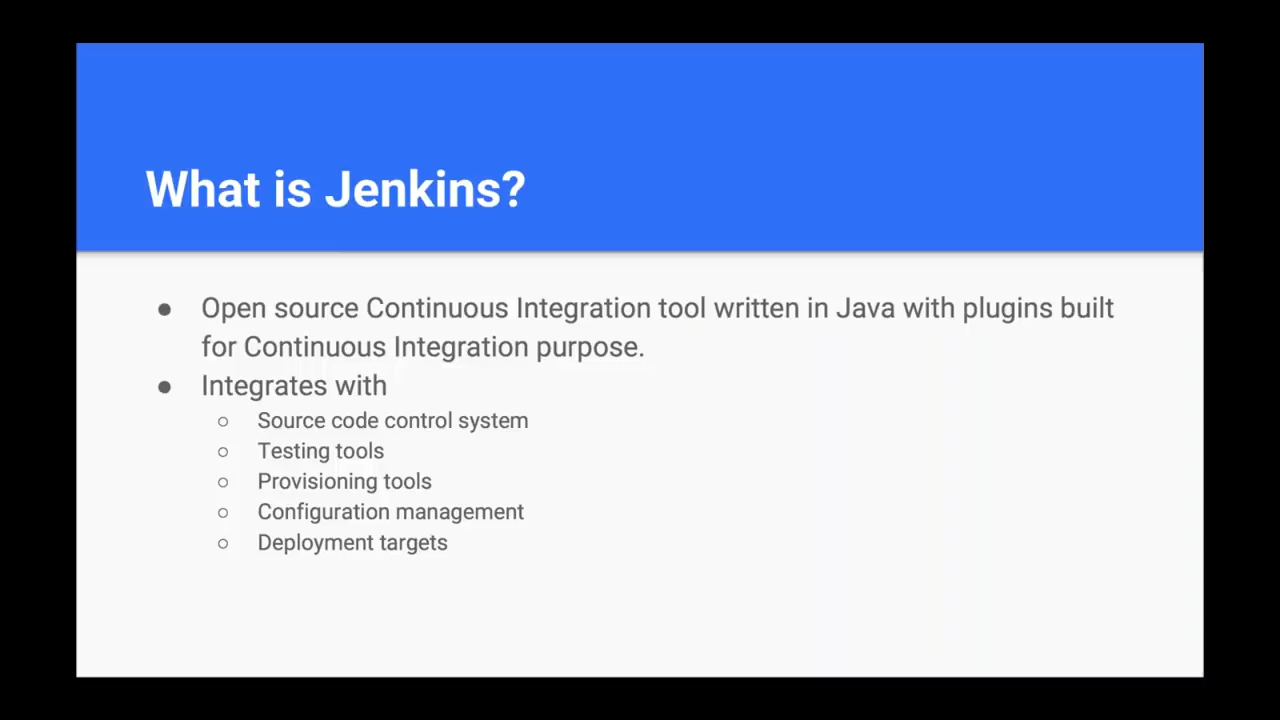 What is Jenkins?
● Open source Continuous Integration tool written in Java with plugins built
for Continuous Integration purpose.
● Integrates with
○ Source code control system
○ Testing tools
○ Provisioning tools
○ Configuration management
○ Deployment targets